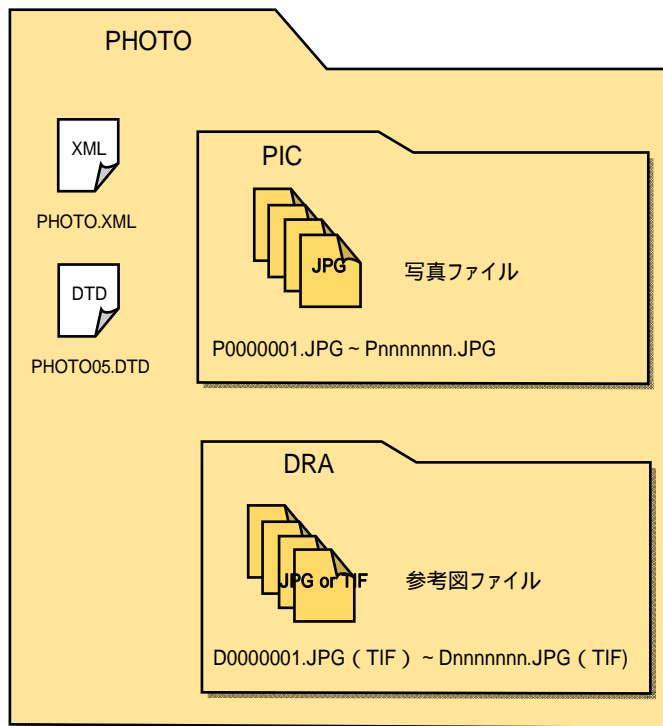 PHOTO
XML
PHOTO.XML
DTD
PHOTO05.DTD
PIC
JPG
写真ファイル
P0000001.JPG ~ Pnnnnnnn.JPG
DRA
JPG or TIF
参考図ファイル
D0000001.JPG ( TIF ) ~ Dnnnnnnn.JPG ( TIF)